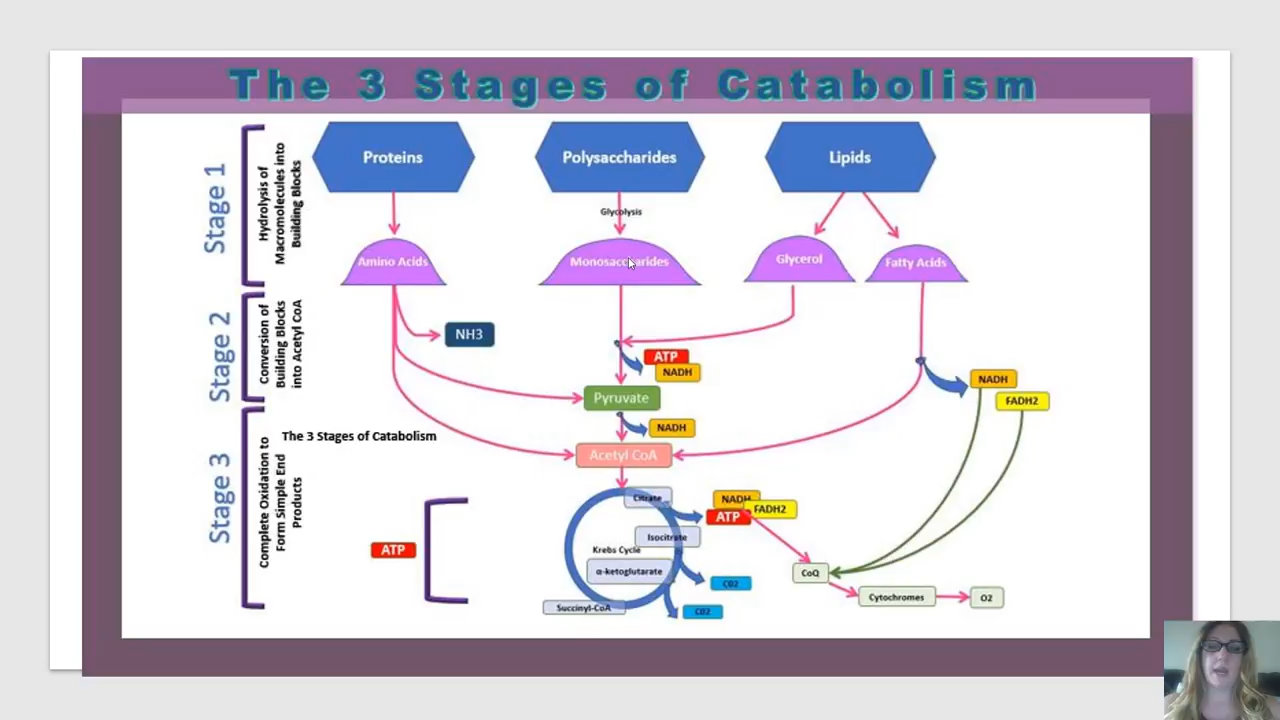 The 3 Stages of Catabolism
Stage 1
Hydrolysis of
Macromolecules into
Building Blocks
Proteins
Polysaccharides
Lipids
Glycolysis
Amino Acids
Monosaccharides
Glycerol
Fatty Acids
Stage 2
Conversion of
Building Blocks
into Acetyl CoA
NH3
ATP
NADH
Pyruvate
NADH
FADH2
NADH
Stage 3
Complete Oxidation to
Form Simple End
Products
The 3 Stages of Catabolism
Acetyl CoA
Citrate
NADH
FADH2
ATP
Isocitrate
Krebs Cycle
ATP
α-ketoglutarate
CoQ
C02
Cytochromes
O2
Succinyl-CoA
C02